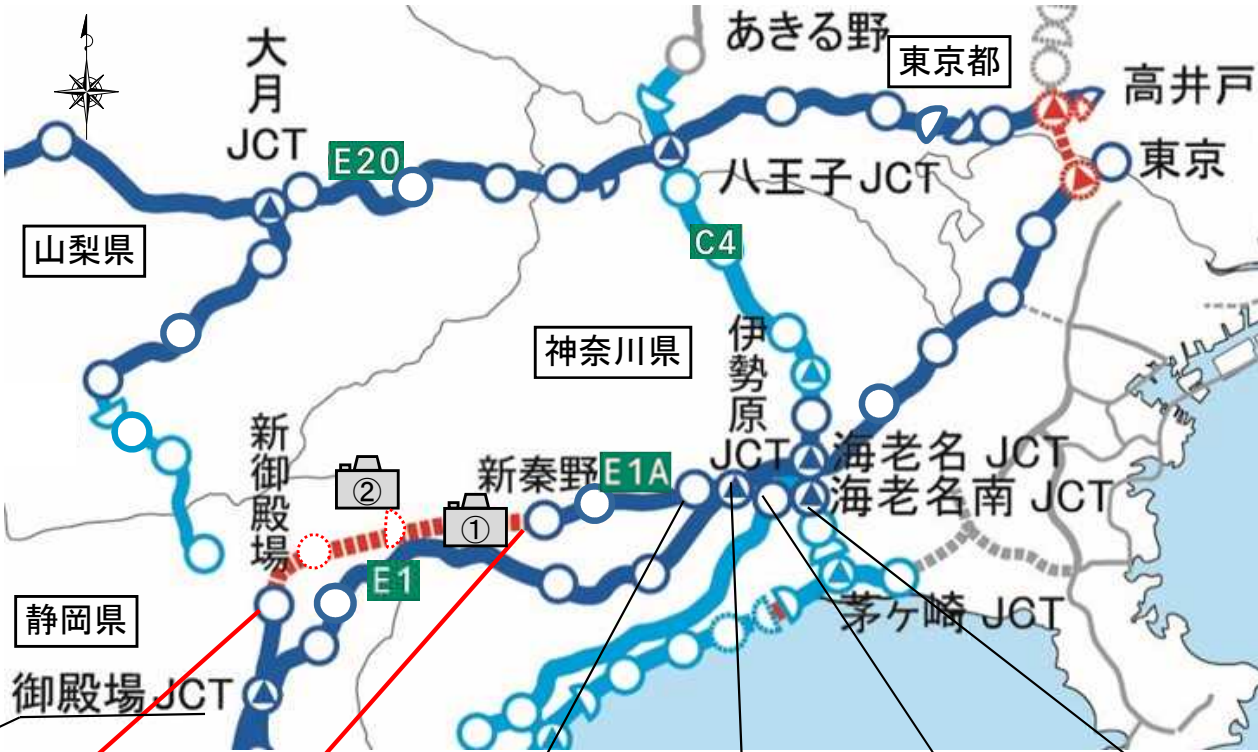 あきる野
東京都
高井戸
大月
JCT
E20
八王子JCT
東京
山梨県
C4
神奈川県
伊勢原
JCT
新御殿場
②
新秦野
E1A
①
海老名 JCT
海老名南 JCT
E1
静岡県
茅ヶ崎 JCT
御殿場JCT